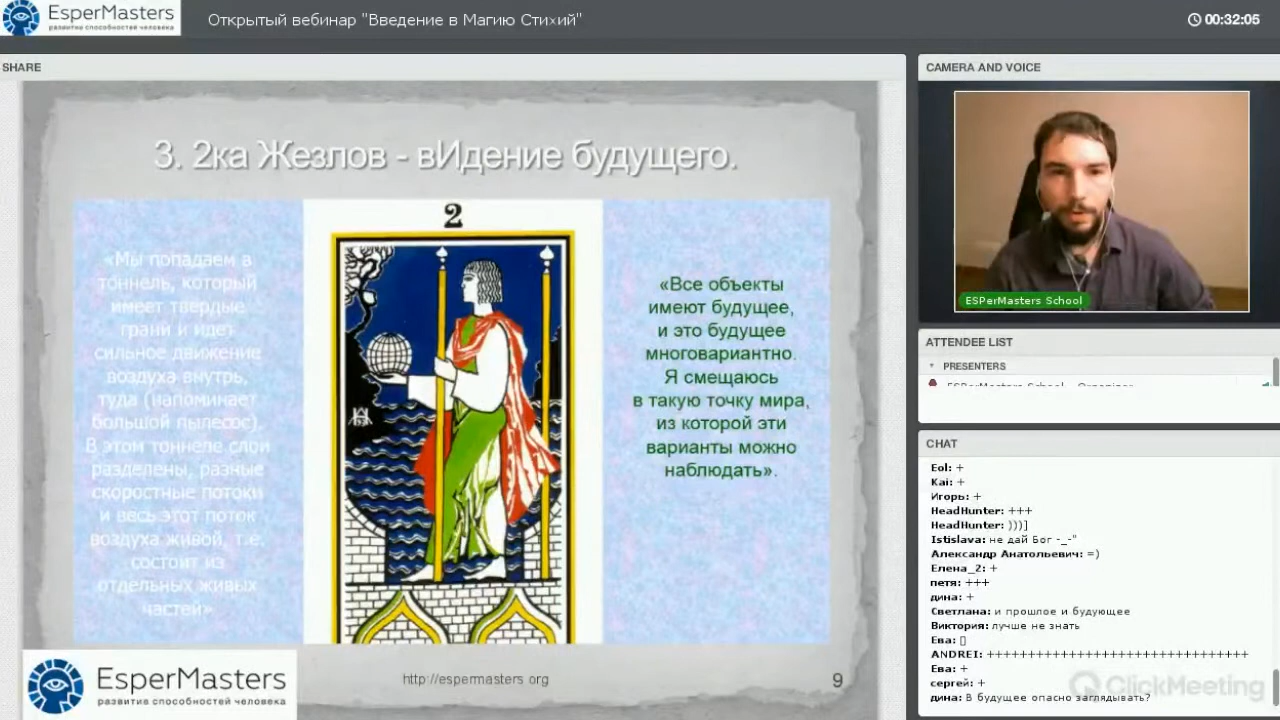 EsperMasters
развитие способностей человека
Открытый вебинар "Введение в Магию Стихий"
00:32:05
SHARE
3. 2ка Жезлов - вИдение будущего.
«Мы попадаем в
тоннель, который
имеет твердые
грани и идет
сильное движение
воздуха внутрь,
туда (напоминает
большой пылесос).
В этом тоннеле слои
разделены, разные
скоростные потоки
и весь этот поток
воздуха живой, т.е.
состоит из
отдельных живых
частей»
2
«Все объекты
имеют будущее,
и это будущее
многовариантно.
Я смещаюсь
в такую точку мира,
из которой эти
варианты можно
наблюдать».
EsperMasters
развитие способностей человека
http://espermasters.org
9
CAMERA AND VOICE
ESPerMasters School
ATTENDEE LIST
PRESENTERS
ESPerMasters School - Organizer
CHAT
Eol: +
Kai: +
Игорь: +
HeadHunter: +++
HeadHunter: )))]
Istislava: не дай Бог -_-"
Александр Анатольевич: =)
Елена_2: +
петя: +++
дина: +
Светлана: и прошлое и будующее
Виктория: лучше не знать
Ева: []
ANDREI: ++++++++++++++++++++++++++++++++
Ева: +
сергей: +
дина: В будущее опасно заглядывать?
ClickMeeting